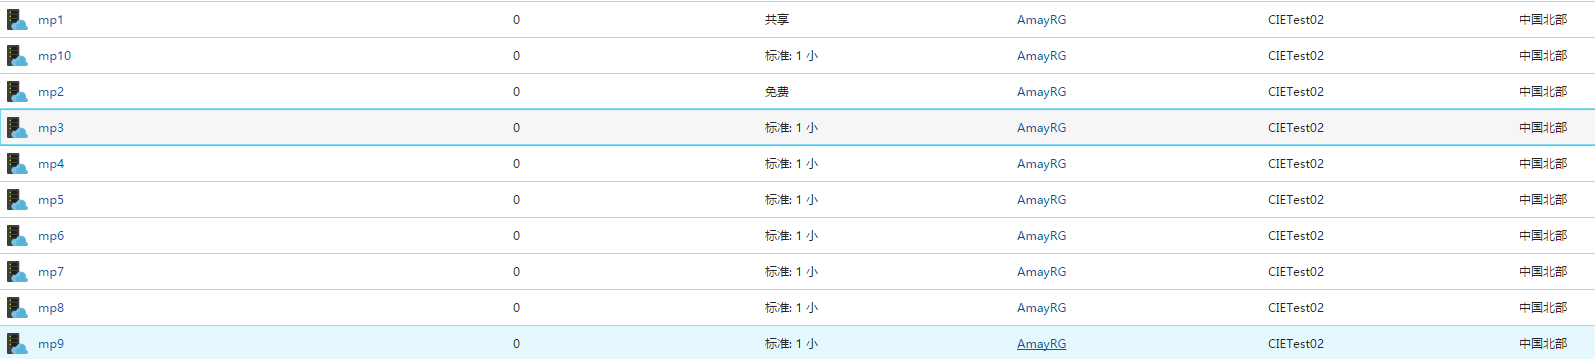 mp1 0 共享 AmayRG CIETest02 中国北部
mp10 0 标准: 1 小 AmayRG CIETest02 中国北部
mp2 0 免费 AmayRG CIETest02 中国北部
mp3 0 标准: 1 小 AmayRG CIETest02 中国北部
mp4 0 标准: 1 小 AmayRG CIETest02 中国北部
mp5 0 标准: 1 小 AmayRG CIETest02 中国北部
mp6 0 标准: 1 小 AmayRG CIETest02 中国北部
mp7 0 标准: 1 小 AmayRG CIETest02 中国北部
mp8 0 标准: 1 小 AmayRG CIETest02 中国北部
mp9 0 标准: 1 小 AmayRG CIETest02 中国北部